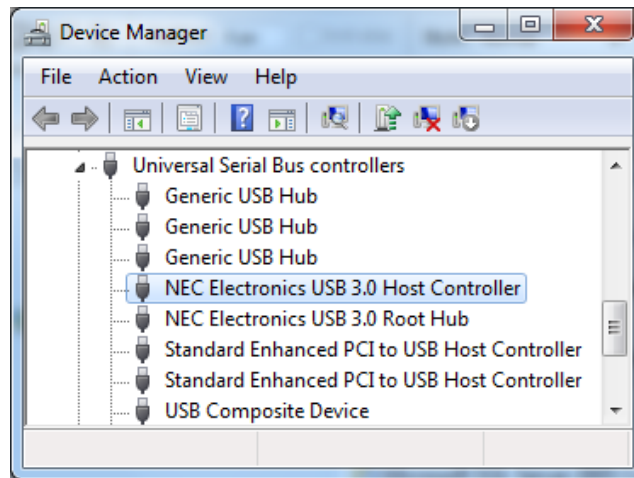 Device Manager
File Action View Help
Universal Serial Bus controllers
Generic USB Hub
Generic USB Hub
Generic USB Hub
NEC Electronics USB 3.0 Host Controller
NEC Electronics USB 3.0 Root Hub
Standard Enhanced PCI to USB Host Controller
Standard Enhanced PCI to USB Host Controller
USB Composite Device